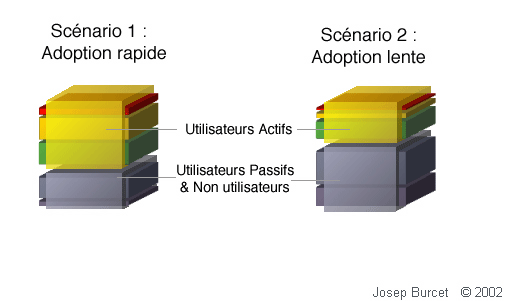 Scénario 1 :
Adoption rapide
Scénario 2 :
Adoption lente
Utilisateurs Actifs
Utilisateurs Passifs
& Non utilisateurs
Josep Burcet © 2002